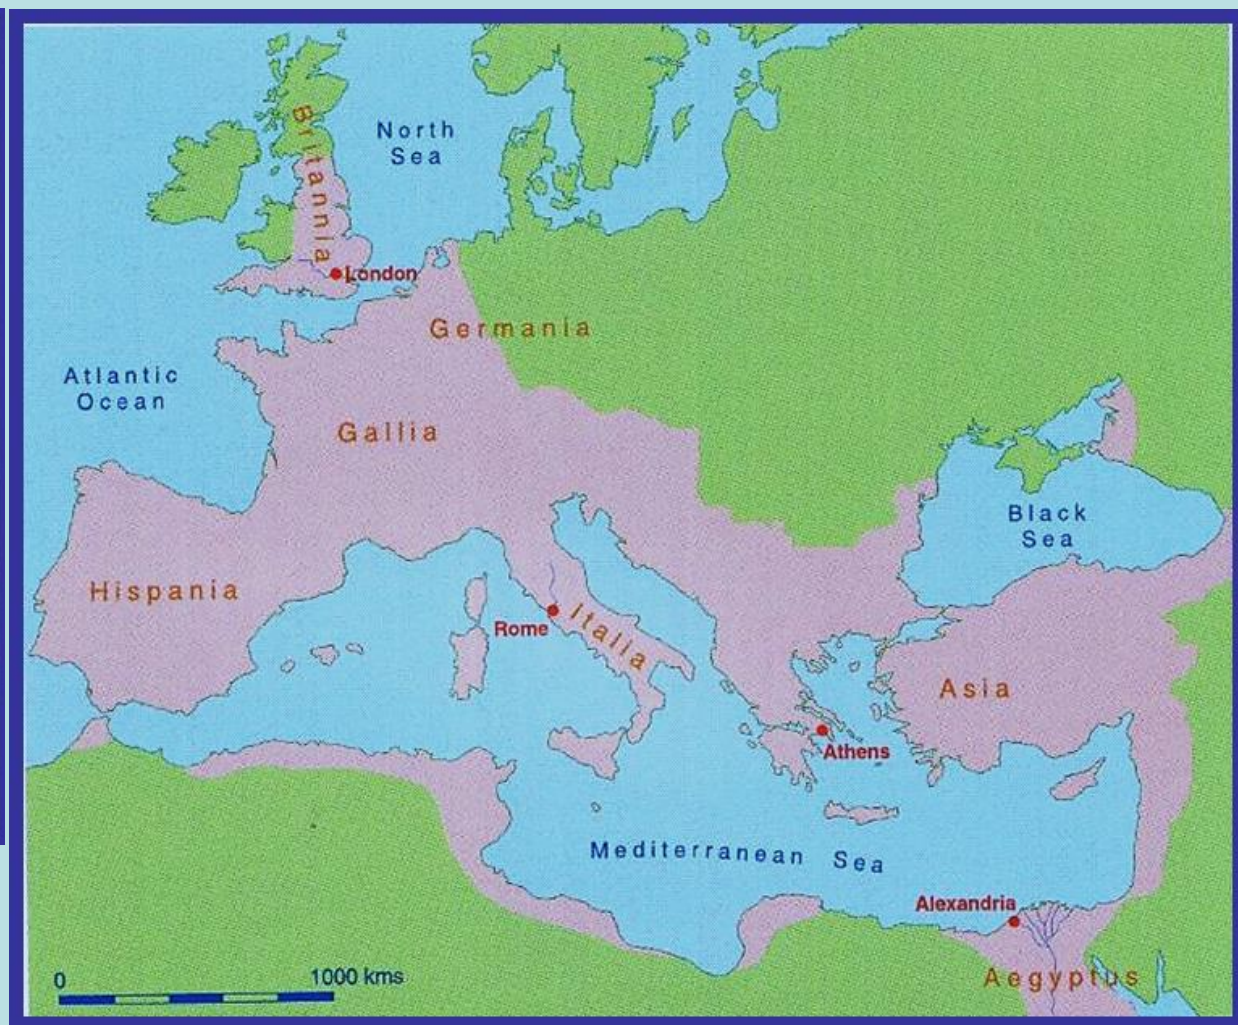 Britannia
North
Sea
London
Germania
Atlantic
Ocean
Gallia
Black
Sea
Hispania
Rome
Italia
Asia
Athens
Mediterranean Sea
Alexandria
Aegyptus
0 1000 kms